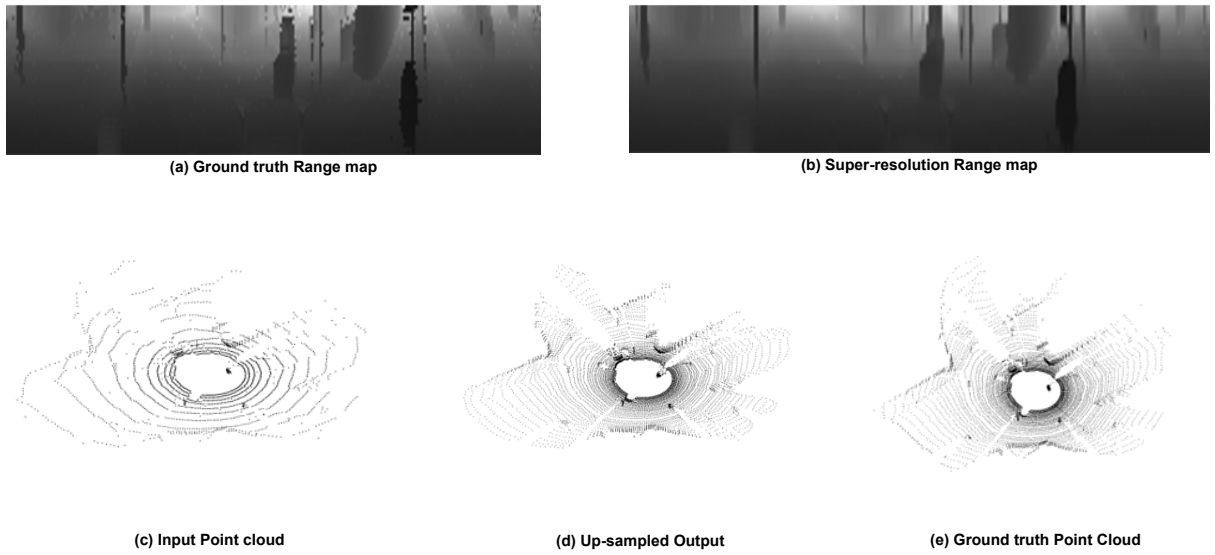 (a) Ground truth Range map
(b) Super-resolution Range map
(c) Input Point cloud
(d) Up-sampled Output
(e) Ground truth Point Cloud